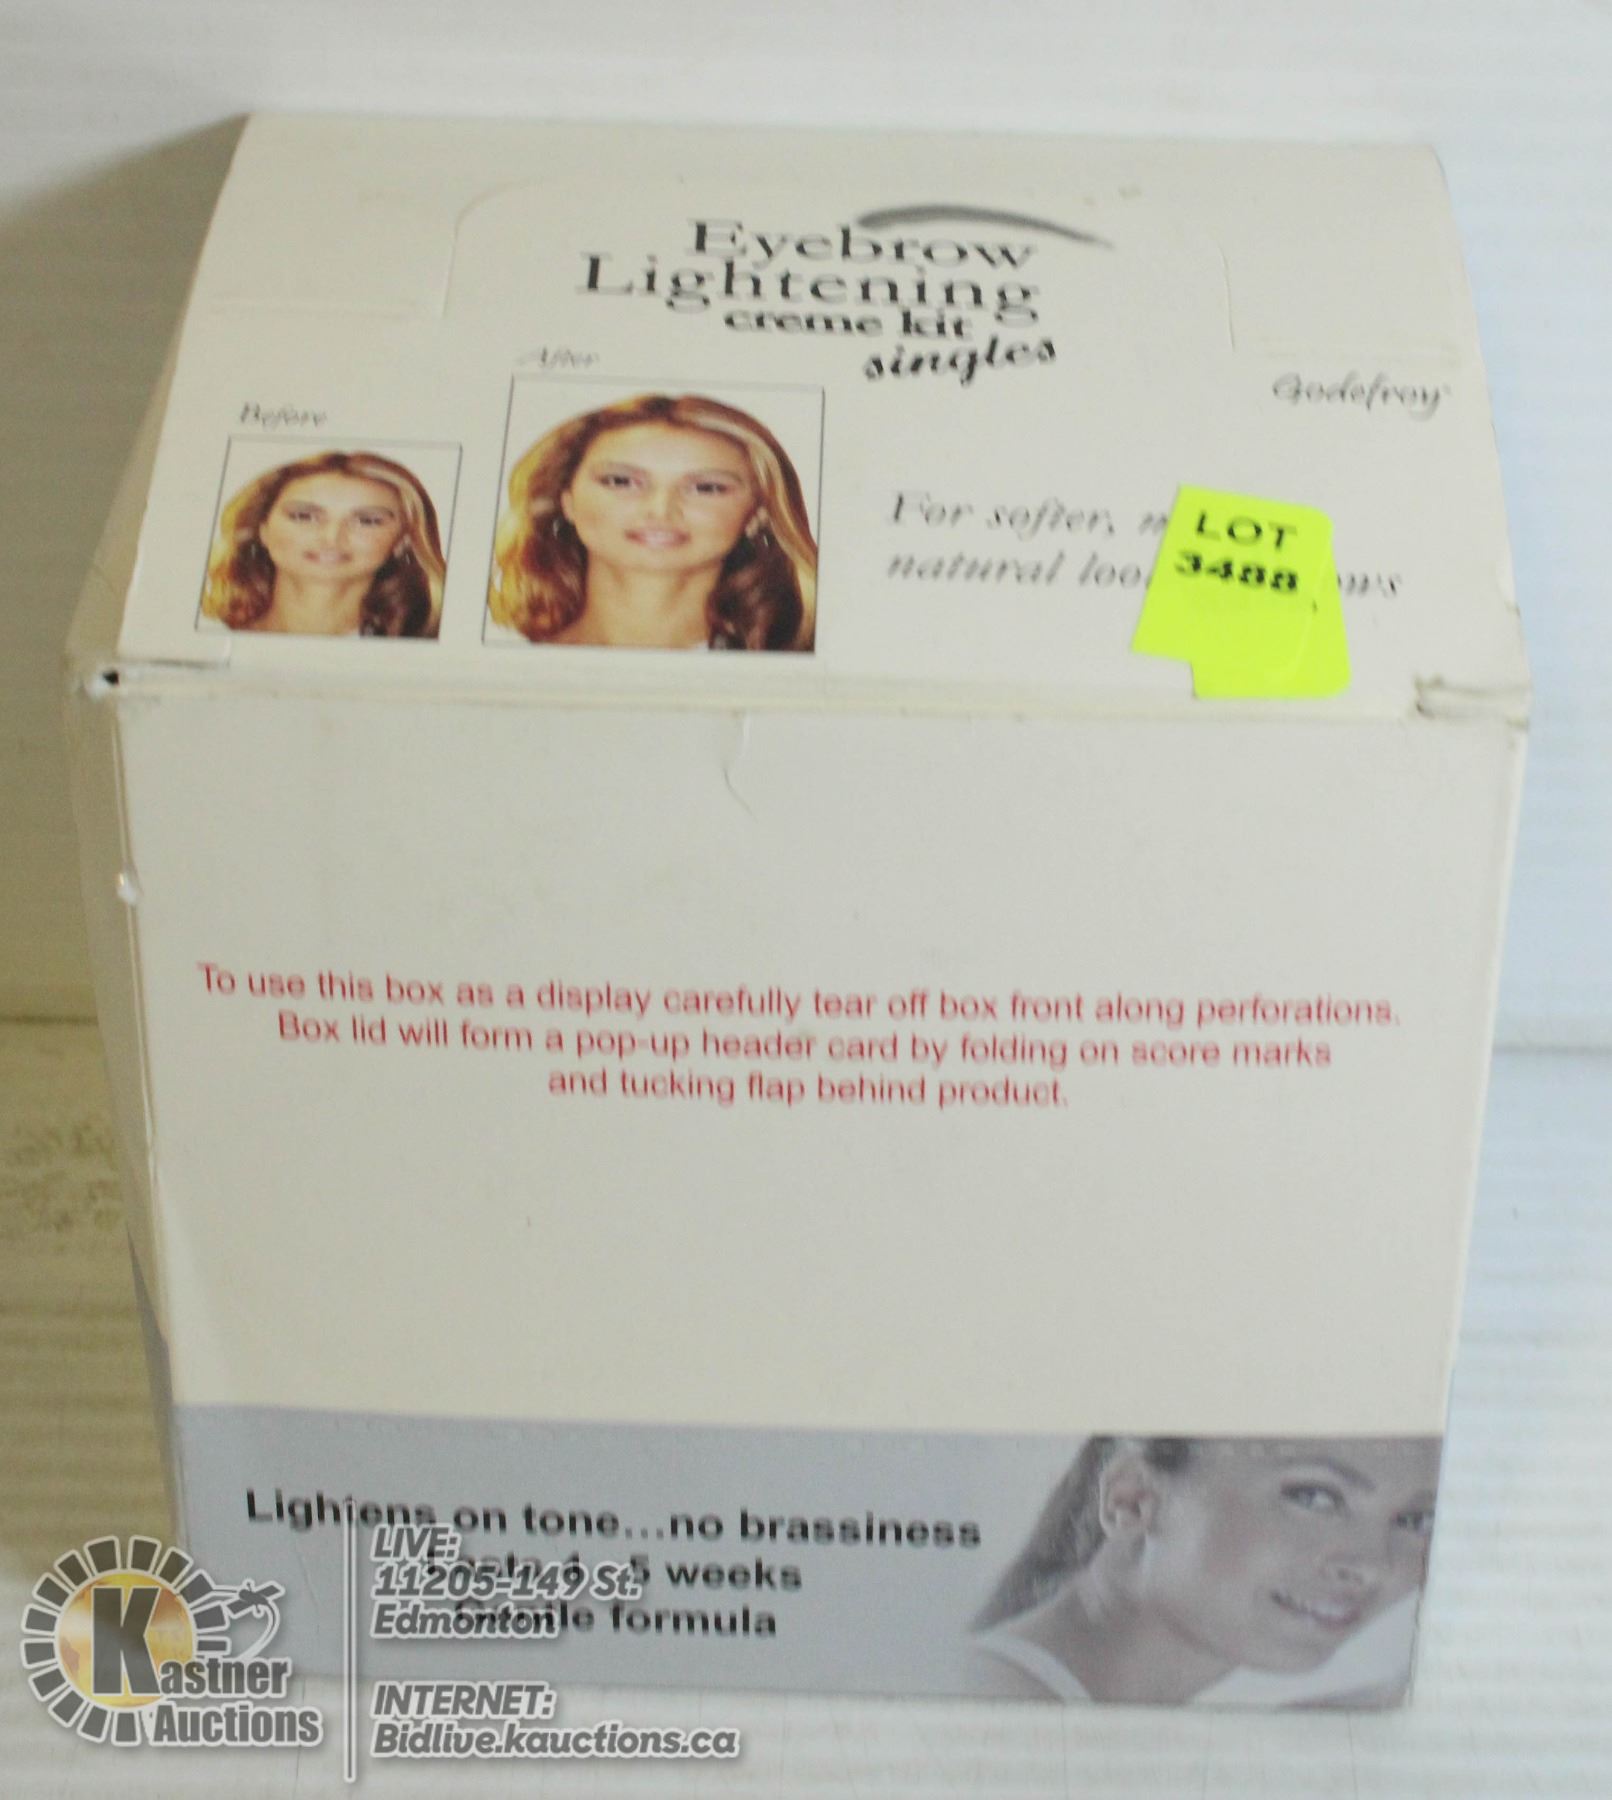 Eyebrow
Lightening
creme kit
singles
Godefroy
Before
After
For softer,
natural
LOT
3488
To use this box as a display carefully tear off box front along perforations.
Box lid will form a pop-up header card by folding on score marks
and tucking flap behind product.
Lightens on tone...no brassiness
5 weeks
formula
Kastner
Auctions
LIVE:
11205-149 St.
Edmonton
INTERNET:
Bidlive.kauctions.ca